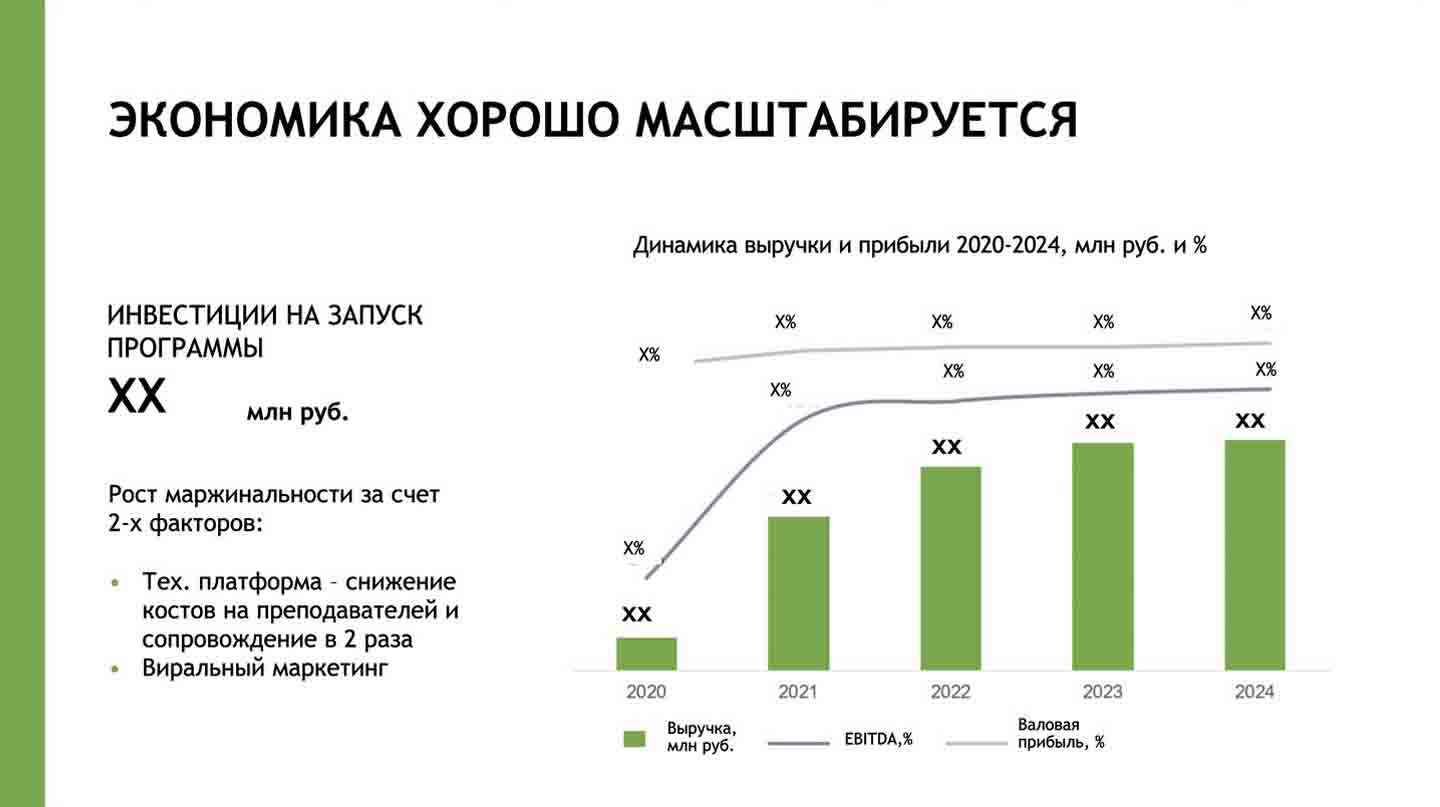 ЭКОНОМИКА ХОРОШО МАСШТАБИРУЕТСЯ
ИНВЕСТИЦИИ НА ЗАПУСК
ПРОГРАММЫ
XX млн руб.
Рост маржинальности за счет
2-х факторов:
• Тех. платформа – снижение
костов на преподавателей и
сопровождение в 2 раза
• Виральный маркетинг
Динамика выручки и прибыли 2020-2024, млн руб. и %
X% X% X% X% X%
X% X% X% X% X%
XX XX XX XX XX
2020 2021 2022 2023 2024
Выручка,
млн руб.
EBITDA,%
Валовая
прибыль, %